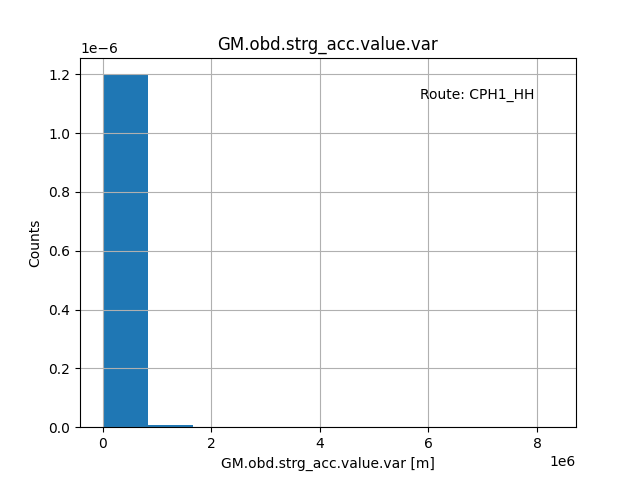 GM.obd.strg_acc.value.var
1e−6
1.2
1.0
0.8
0.6
0.4
0.2
0.0
Counts
Route: CPH1_HH
0 2 4 6 8
1e6
GM.obd.strg_acc.value.var [m]